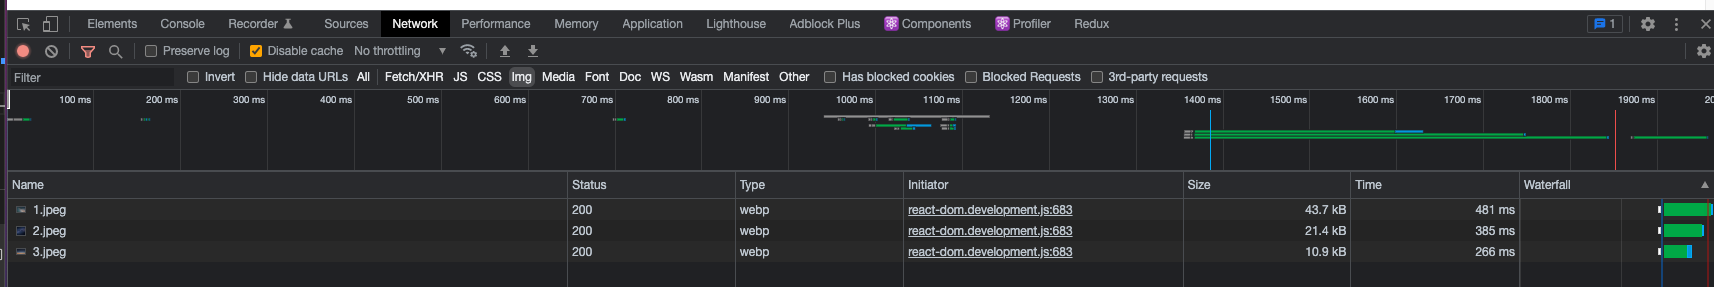 Elements Console Recorder Sources Network Performance Memory Application Lighthouse Adblock Plus Components Profiler Redux 1
Preserve log Disable cache No throttling
Filter Invert Hide data URLs All Fetch/XHR JS CSS Img Media Font Doc WS Wasm Manifest Other Has blocked cookies Blocked Requests 3rd-party requests
100 ms 200 ms 300 ms 400 ms 500 ms 600 ms 700 ms 800 ms 900 ms 1000 ms 1100 ms 1200 ms 1300 ms 1400 ms 1500 ms 1600 ms 1700 ms 1800 ms 1900 ms
Name Status Type Initiator Size Time Waterfall
1.jpeg 200 webp react-dom.development.js:683 43.7 kB 481 ms
2.jpeg 200 webp react-dom.development.js:683 21.4 kB 385 ms
3.jpeg 200 webp react-dom.development.js:683 10.9 kB 266 ms